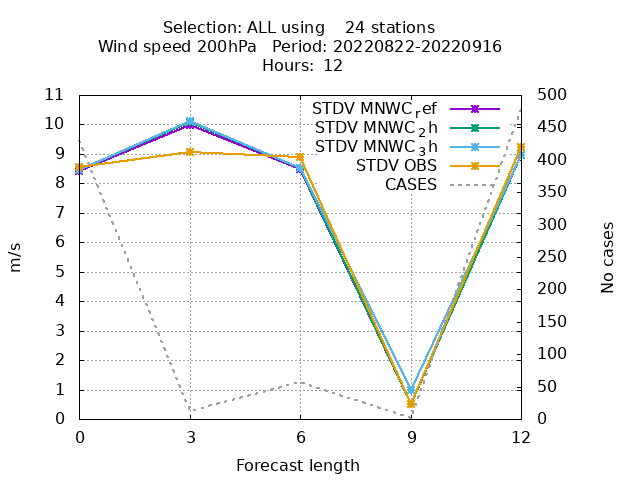 Selection: ALL using    24 stations
Wind speed 200hPa   Period: 20220822-20220916
Hours: 12
STDV MNWC_ref
STDV MNWC_2h
STDV MNWC_3h
STDV OBS
CASES
11
10
9
8
7
6
5
4
3
2
1
0
m/s
500
450
400
350
300
250
200
150
100
50
0
No cases
0 3 6 9 12
Forecast length